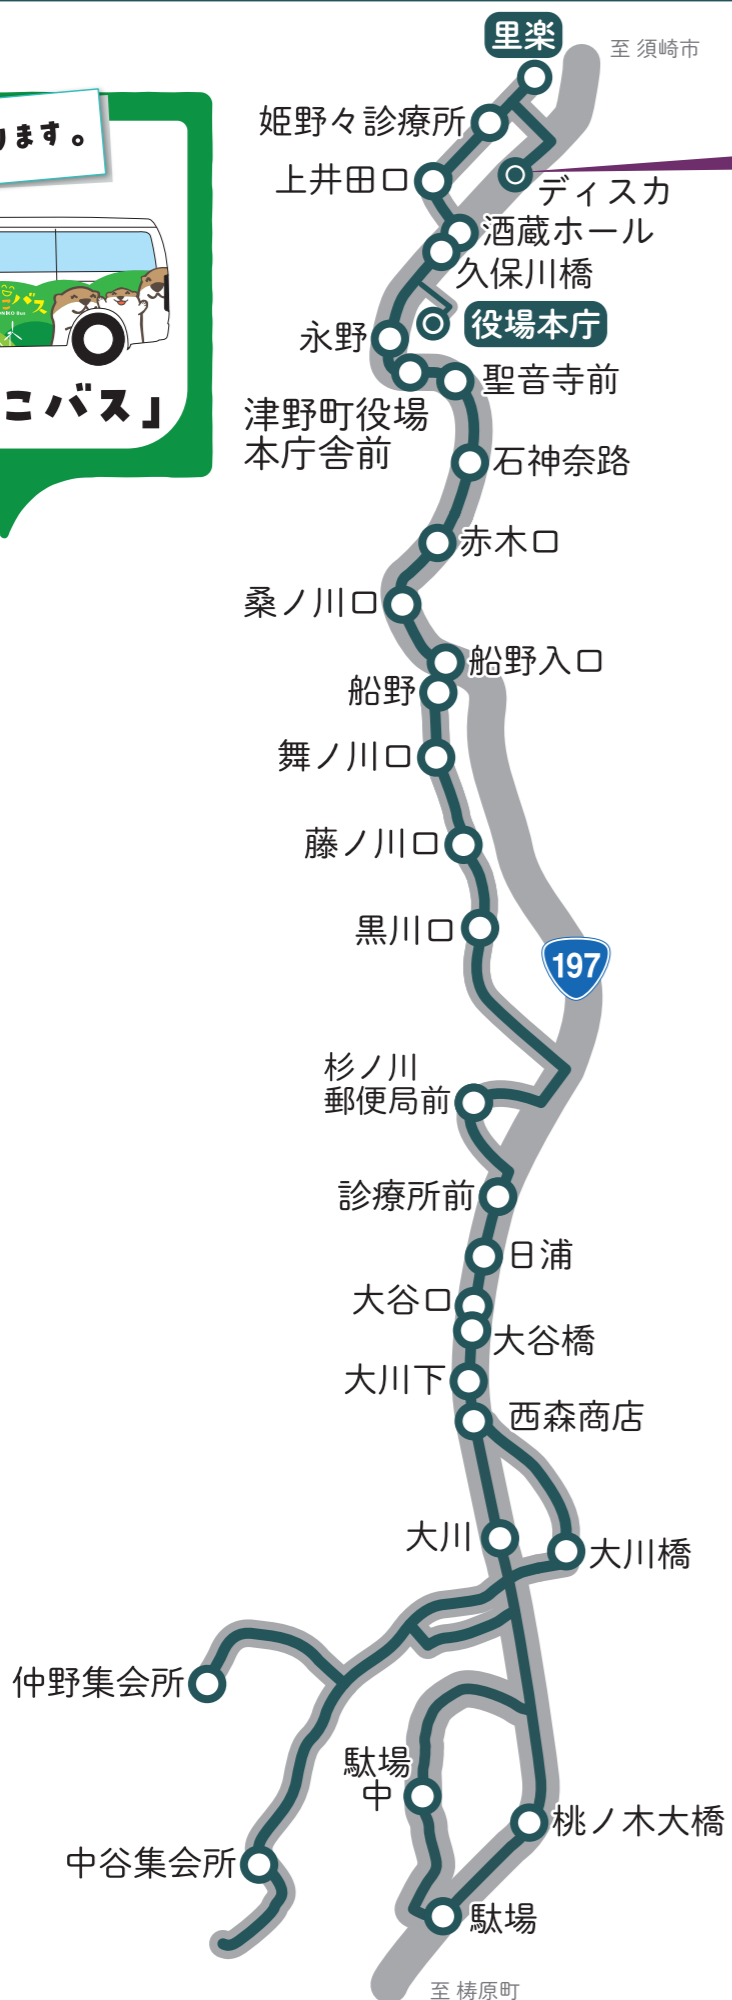 里楽
至 須崎市
ります。
姫野々診療所
上井田口
ディスカ
酒蔵ホール
久保川橋
こバス
役場本庁
永野
こバス」
聖音寺前
津野町役場
本庁舎前
石神奈路
赤木口
桑ノ川口
船野入口
船野
舞ノ川口
藤ノ川口
黒川口
197
杉ノ川
郵便局前
診療所前
日浦
大谷口
大谷橋
大川下
西森商店
大川
大川橋
仲野集会所
駄場
中
桃ノ木大橋
中谷集会所
駄場
至 梼原町